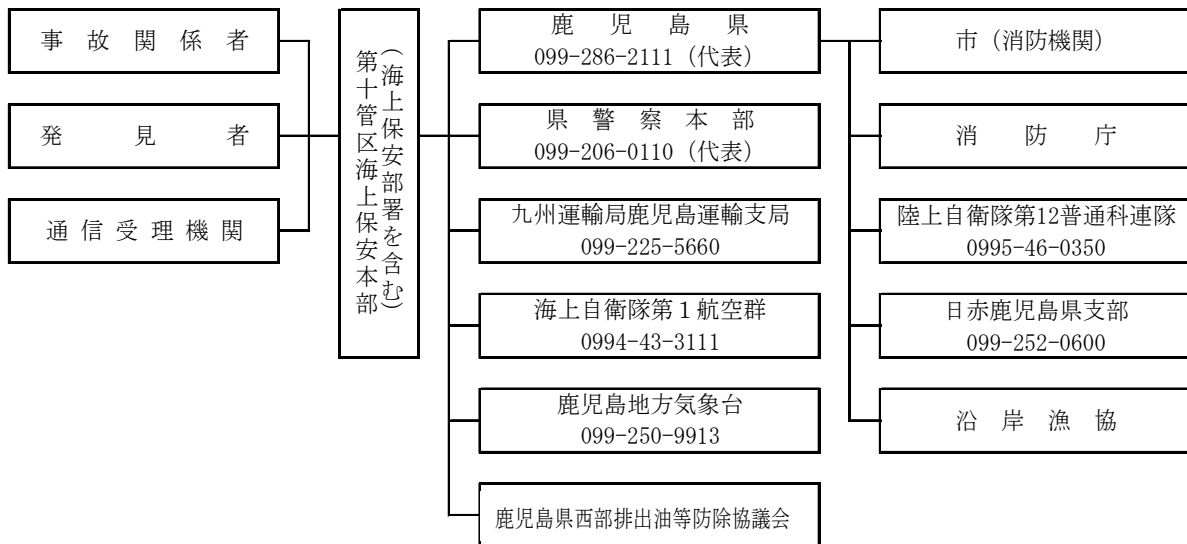 事故関係者
発見者
通信受理機関
第十管区海上保安本部
(海上保安部署を含む)
鹿児島県
099-286-2111（代表）
県警察本部
099-206-0110（代表）
九州運輸局鹿児島運輸支局
099-225-5660
海上自衛隊第１航空群
0994-43-3111
鹿児島地方気象台
099-250-9913
鹿児島県西部排出油等防除協議会
市（消防機関）
消防庁
陸上自衛隊第12普通科連隊
0995-46-0350
日赤鹿児島県支部
099-252-0600
沿岸漁協